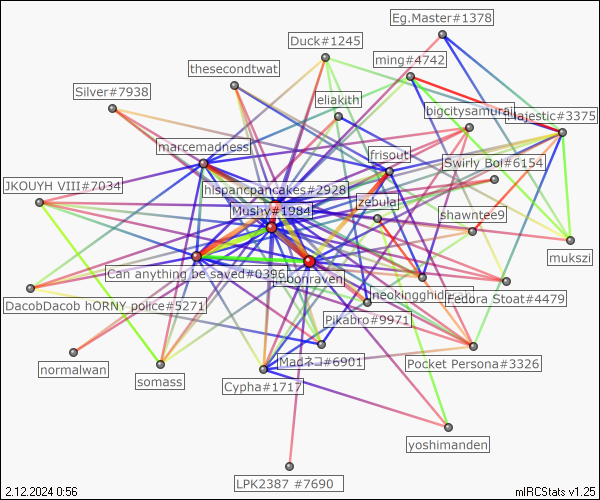 Eg.Master#1378
Duck#1245
ming#4742
thesecondtwat
Silver#7938
eliakith
bigcitysamurai
majestic#3375
marcemadness
frisout
Swirly Boi#6154
JKOUYH VIII#7034
hispancpancakes#2928
zebula
Mushy#1984
shawntee9
mukszi
Can anything be saved#0396
moonraven
DacobDacob hORNY police#5271
Fedora Stoat#4479
Pikabro#9971
Madネコ#6901
Pocket Persona#3326
normalwan
somass
Cypha#1717
yoshimanden
LPK2387 #7690
2.12.2024 0:56
mIRCStats v1.25